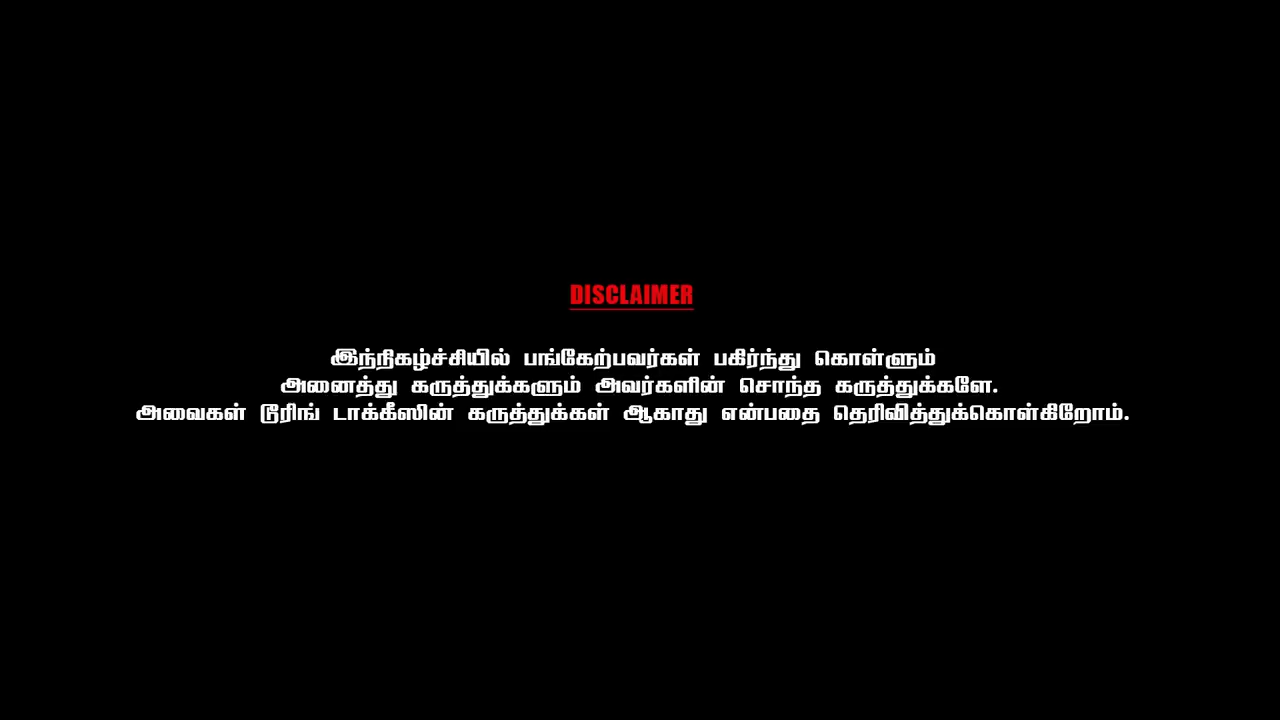 DISCLAIMER
இந்நிகழ்ச்சியில் பங்கேற்பவர்கள் பகிர்ந்து கொள்ளும்
அனைத்து கருத்துக்களும் அவர்களின் சொந்த கருத்துக்களே.
அவைகள் டூரிங் டாக்கீஸின் கருத்துக்கள் ஆகாது என்பதை தெரிவித்துக்கொள்கிறோம்.